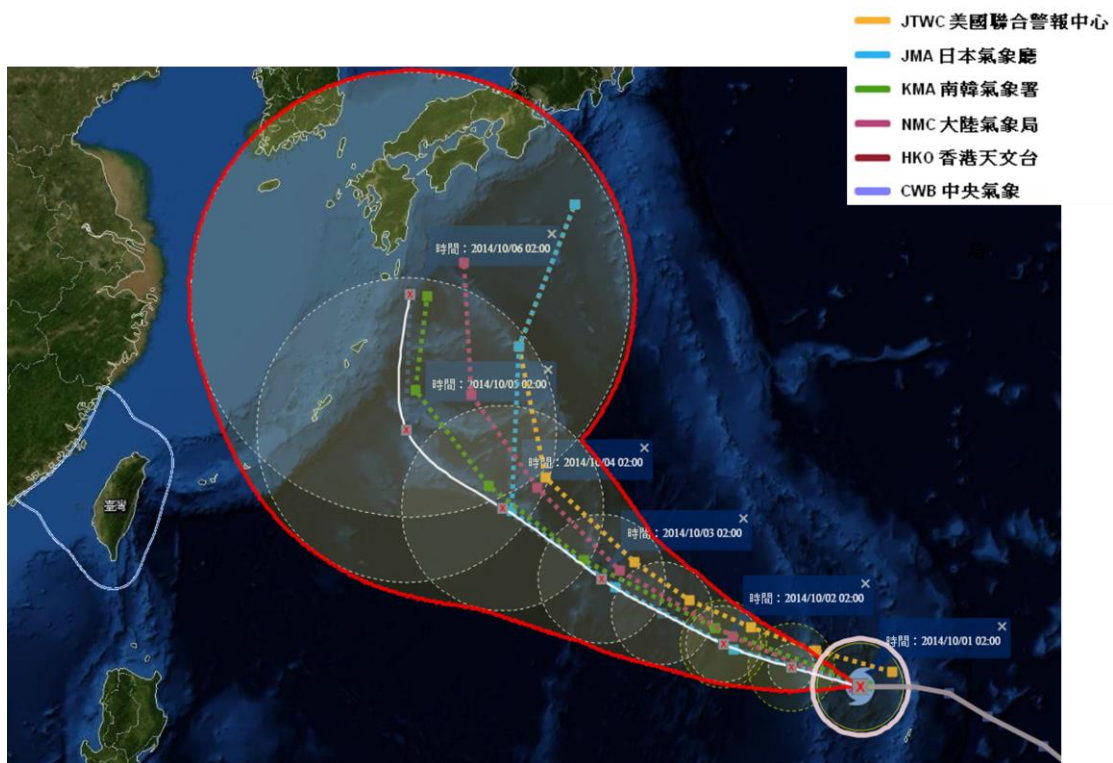 JTWC 美國聯合警報中心
JMA 日本氣象廳
KMA 南韓氣象署
NMC 大陸氣象局
HKO 香港天文台
CWB 中央氣象
時間：2014/10/06 02:00
時間：2014/10/05 02:00
時間：2014/10/04 02:00
時間：2014/10/03 02:00
時間：2014/10/02 02:00
時間：2014/10/01 02:00
臺灣